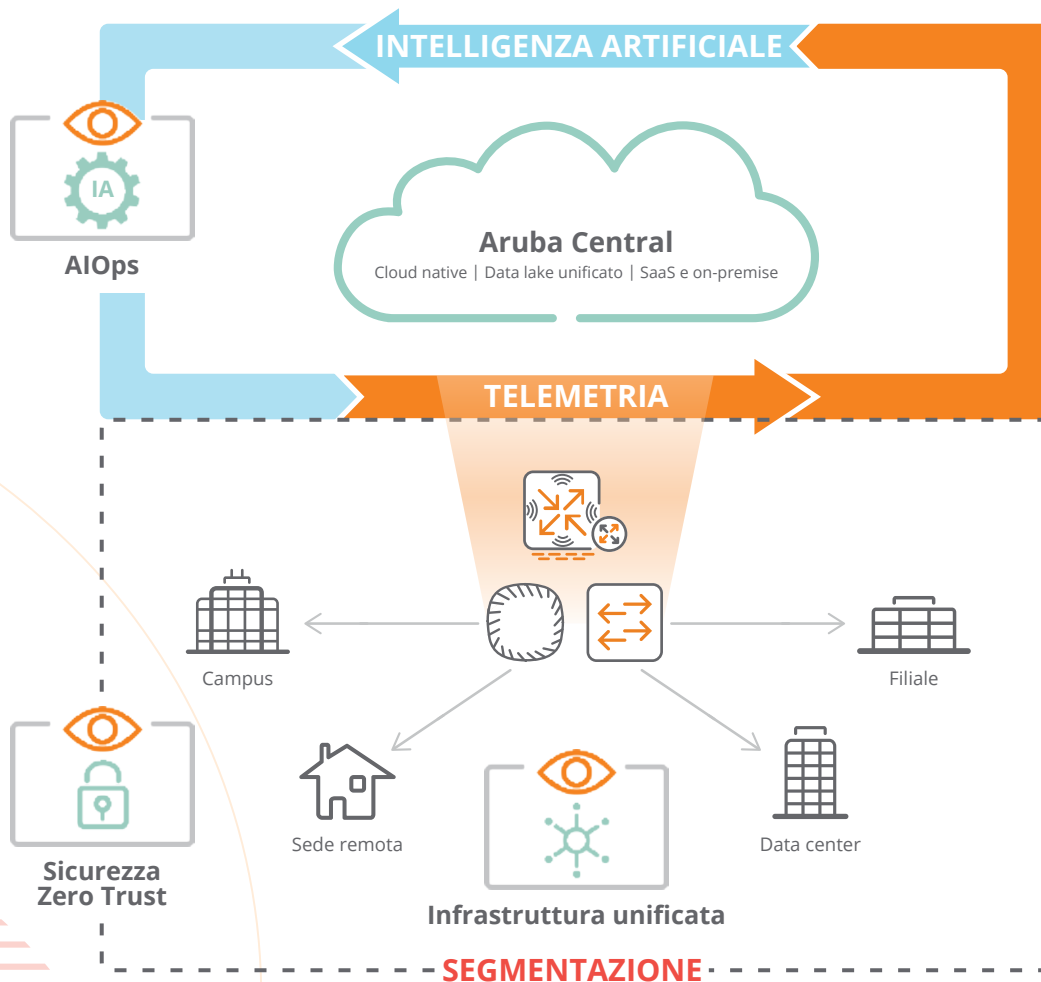 INTELLIGENZA ARTIFICIALE
IA
AIOps
Aruba Central
Cloud native | Data lake unificato | SaaS e on-premise
TELEMETRIA
Campus
Filiale
Sede remota
Data center
Sicurezza
Zero Trust
Infrastruttura unificata
SEGMENTAZIONE